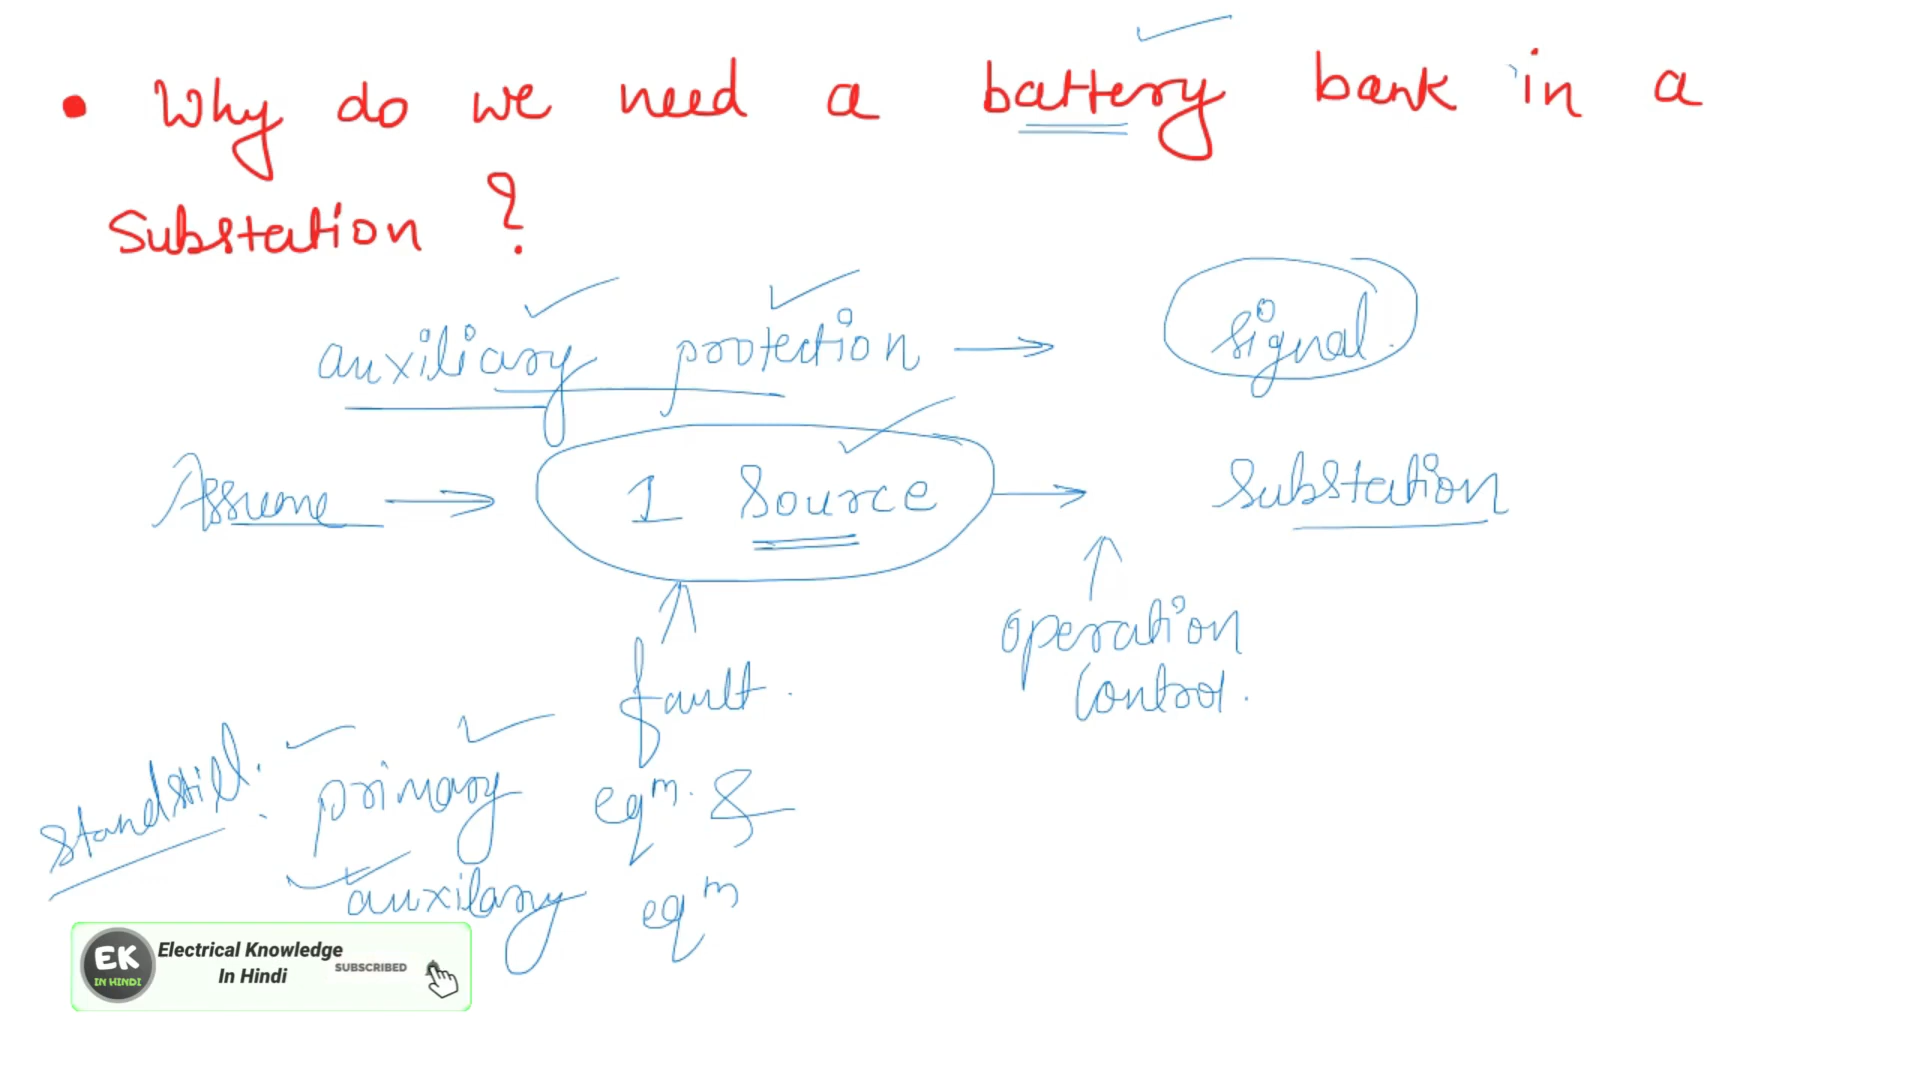 • Why do we need a battery bank in a
Substation ?
auxiliary protection → signal.
Assume → 1 Source → Substation
operation
control.
fault.
standstill.
primary eqm. &
auxilary eqm
EK
IN HINDI
Electrical Knowledge
In Hindi
SUBSCRIBED